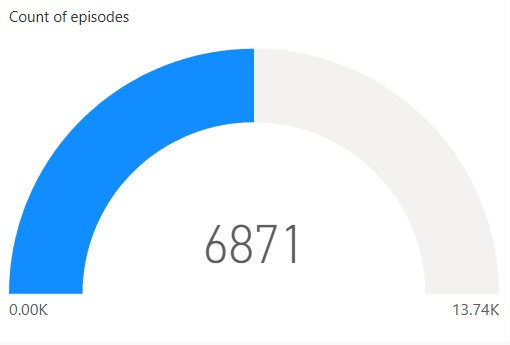 Count of episodes
6871
0.00K
13.74K